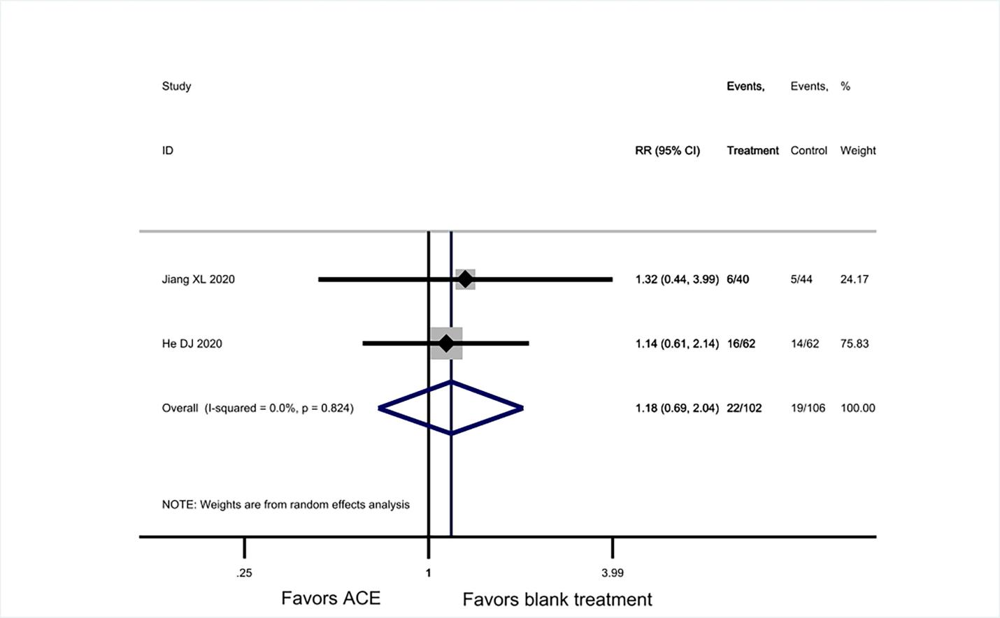 Study Events, Events, %
ID RR (95% CI) Treatment Control Weight
Jiang XL 2020 1.32 (0.44, 3.99) 6/40 5/44 24.17
He DJ 2020 1.14 (0.61, 2.14) 16/62 14/62 75.83
Overall (I-squared = 0.0%, p = 0.824) 1.18 (0.69, 2.04) 22/102 19/106 100.00
NOTE: Weights are from random effects analysis
.25 1 3.99
Favors ACE Favors blank treatment